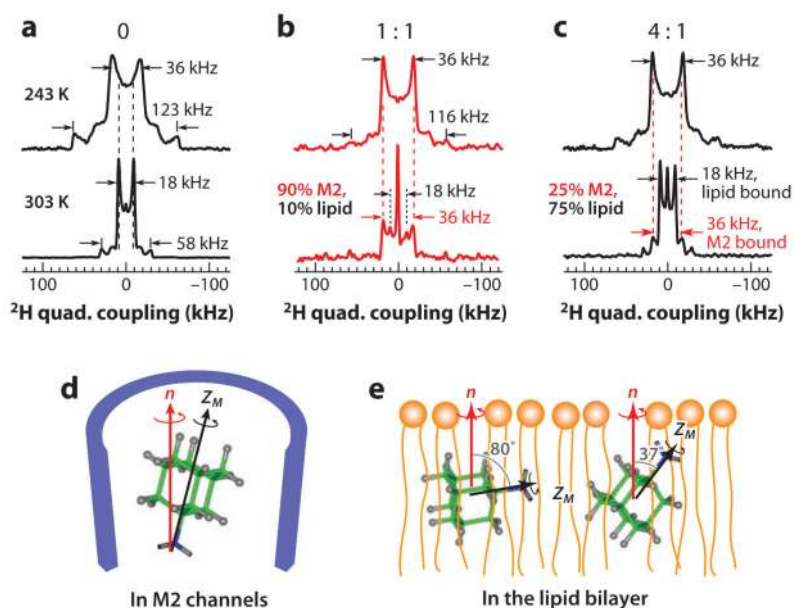 a
0
36 kHz
243 K
123 kHz
18 kHz
303 K
58 kHz
100 0 −100
²H quad. coupling (kHz)
b
1 : 1
36 kHz
116 kHz
90% M2,
10% lipid
18 kHz
36 kHz
100 0 −100
²H quad. coupling (kHz)
c
4 : 1
36 kHz
25% M2,
75% lipid
18 kHz,
lipid bound
36 kHz,
M2 bound
100 0 −100
²H quad. coupling (kHz)
d
n
Z_M
In M2 channels
e
n
80°
Z_M
n
37°
Z_M
In the lipid bilayer